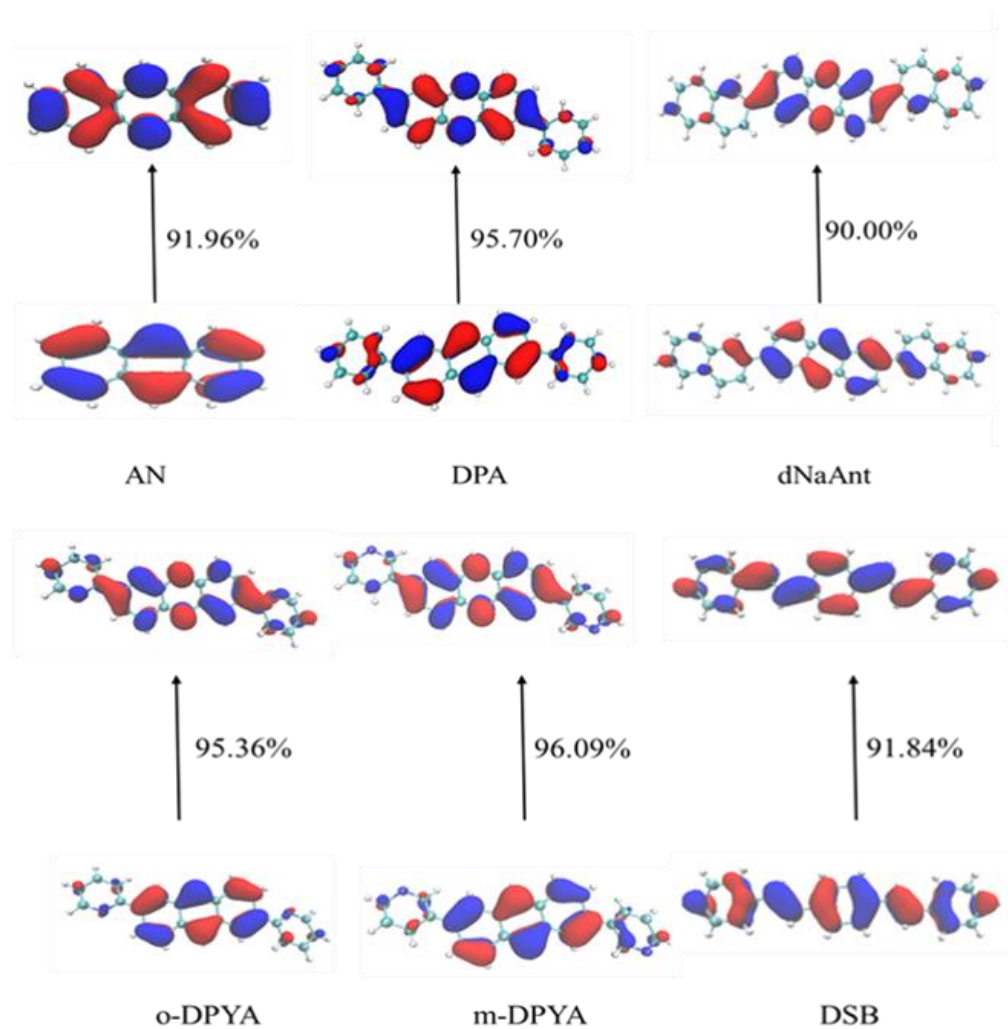 91.96%
95.70%
90.00%
AN
DPA
dNaAnt
95.36%
96.09%
91.84%
o-DPYA
m-DPYA
DSB